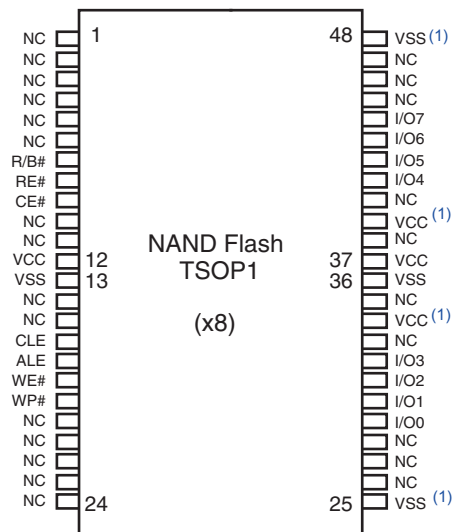 NC 1 48 VSS (1)
NC NC
NC NC
NC NC
NC I/O7
NC I/O6
R/B# I/O5
RE# I/O4
CE# NC
NC VCC (1)
NC NC
VCC 12 NAND Flash 37 VCC
VSS 13 TSOP1 36 VSS
NC NC
NC (x8) VCC (1)
CLE NC
ALE I/O3
WE# I/O2
WP# I/O1
NC I/O0
NC NC
NC NC
NC NC
NC 24 25 VSS (1)